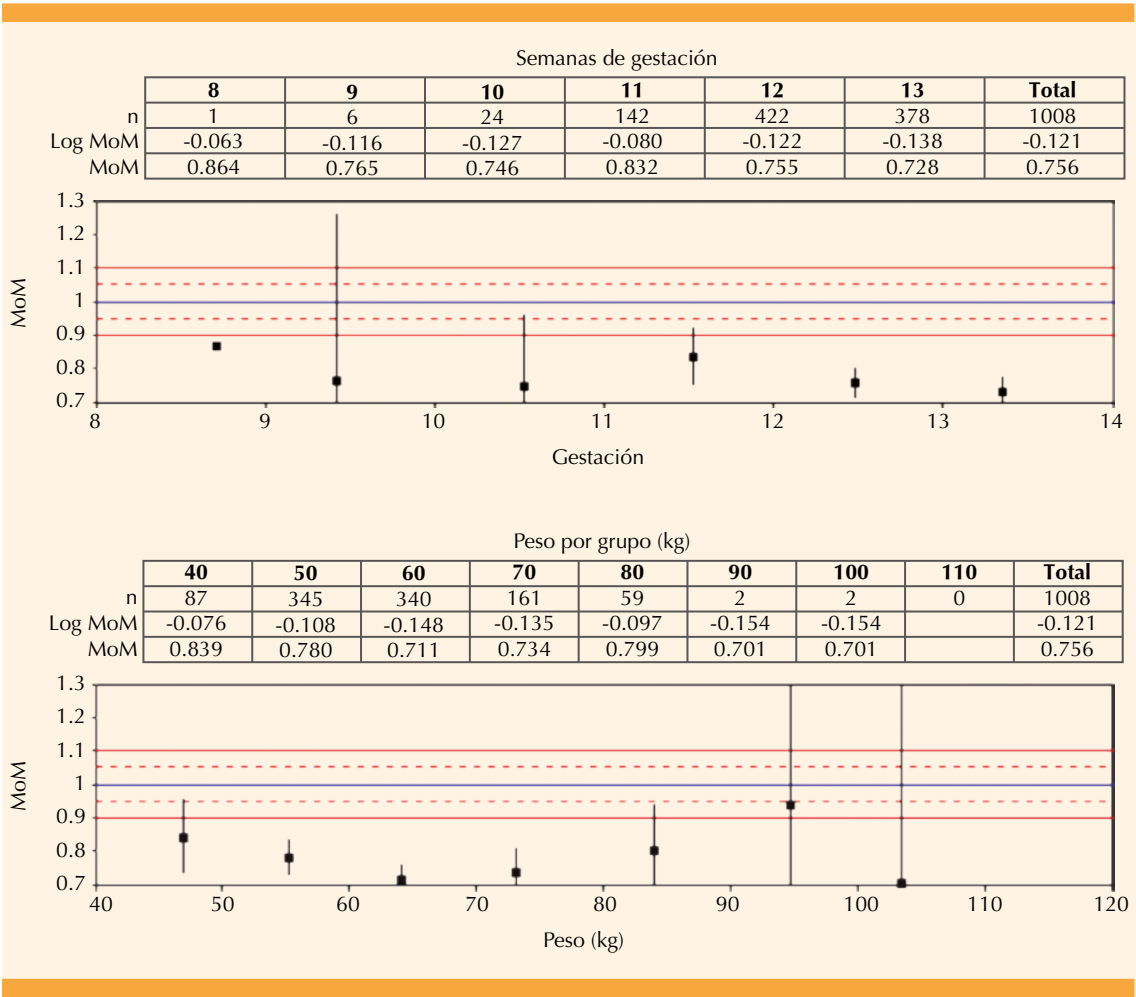 Semanas de gestación
8 9 10 11 12 13 Total
n 1 6 24 142 422 378 1008
Log MoM -0.063 -0.116 -0.127 -0.080 -0.122 -0.138 -0.121
MoM 0.864 0.765 0.746 0.832 0.755 0.728 0.756
1.3
1.2
1.1
1
0.9
0.8
0.7
MoM
8 9 10 11 12 13 14
Gestación
Peso por grupo (kg)
40 50 60 70 80 90 100 110 Total
n 87 345 340 161 59 2 2 0 1008
Log MoM -0.076 -0.108 -0.148 -0.135 -0.097 -0.154 -0.154 -0.121
MoM 0.839 0.780 0.711 0.734 0.799 0.701 0.701 0.756
1.3
1.2
1.1
1
0.9
0.8
0.7
MoM
40 50 60 70 80 90 100 110 120
Peso (kg)